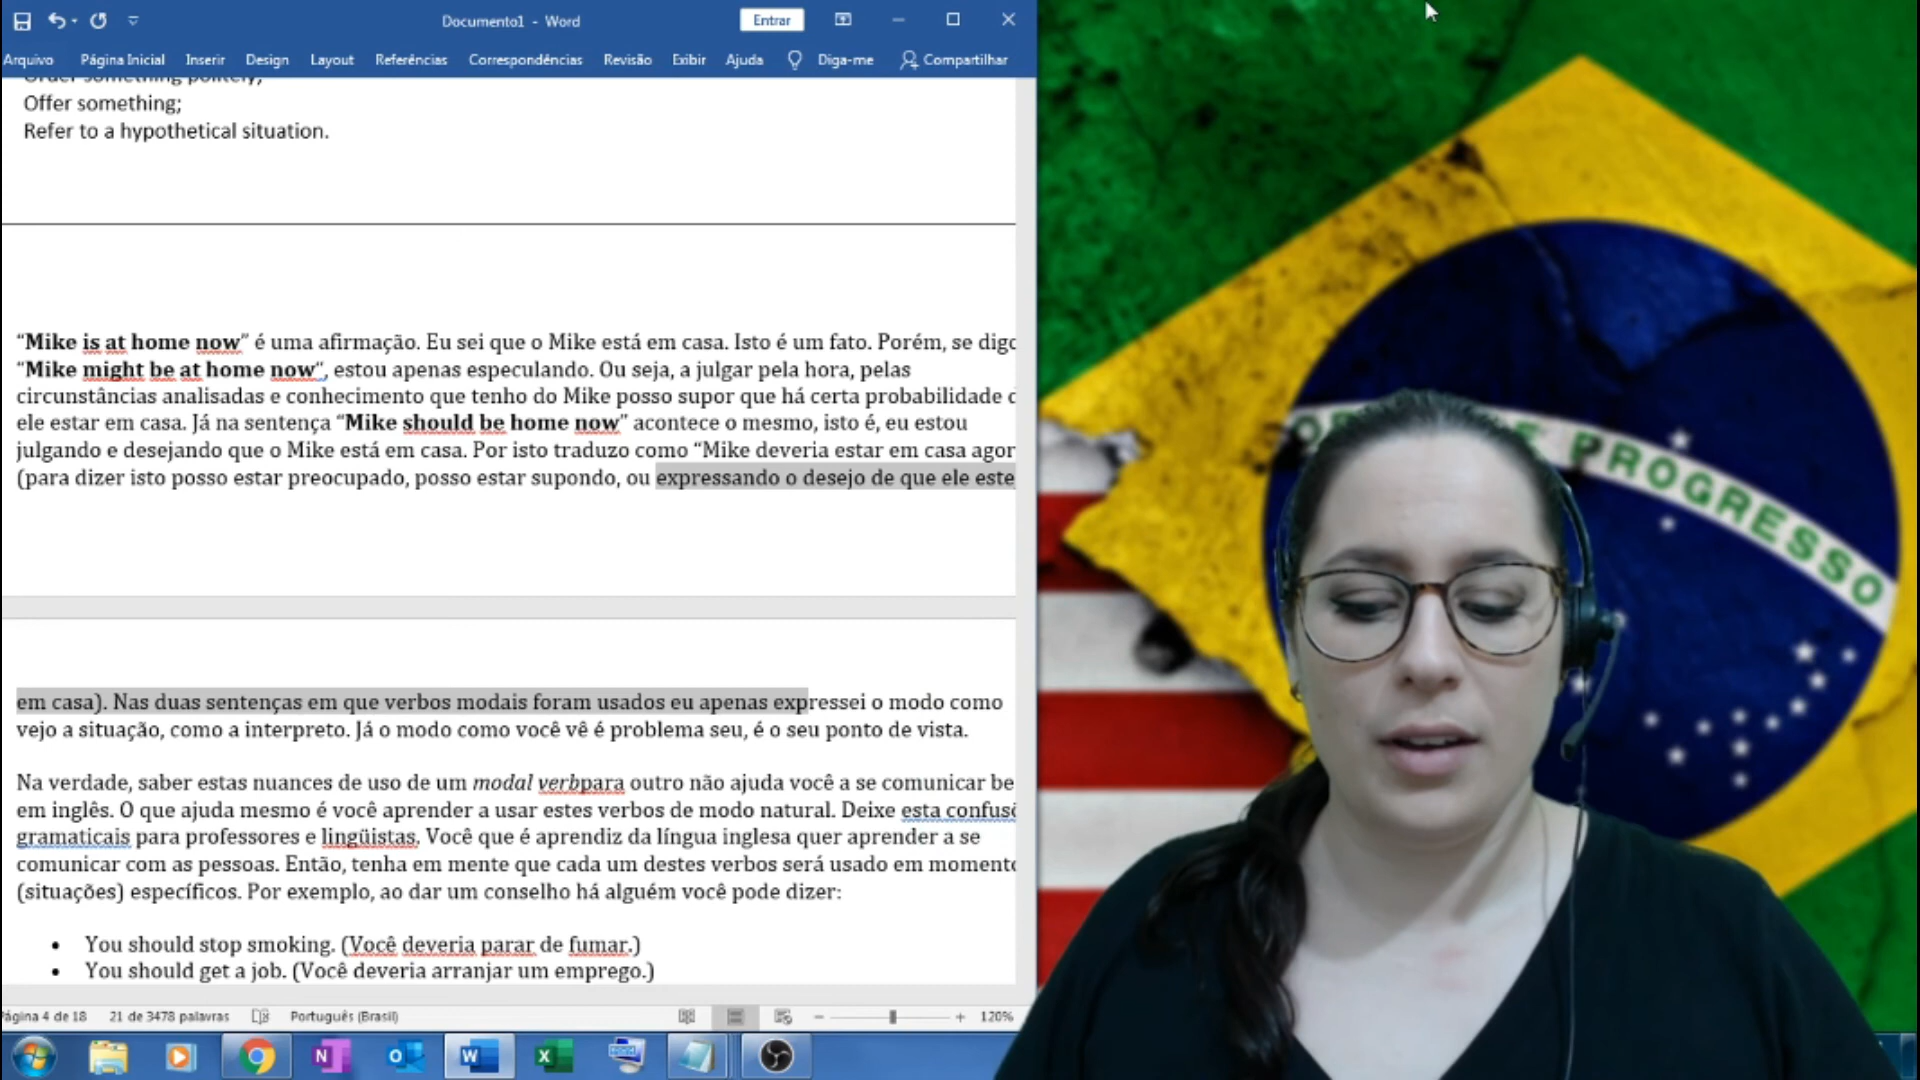 Documento1 - Word
Entrar
Arquivo Página Inicial Inserir Design Layout Referências Correspondências Revisão Exibir Ajuda Diga-me Compartilhar
Order something politely;
Offer something;
Refer to a hypothetical situation.
“Mike is at home now” é uma afirmação. Eu sei que o Mike está em casa. Isto é um fato. Porém, se digo
“Mike might be at home now“, estou apenas especulando. Ou seja, a julgar pela hora, pelas
circunstâncias analisadas e conhecimento que tenho do Mike posso supor que há certa probabilidade d
ele estar em casa. Já na sentença “Mike should be home now” acontece o mesmo, isto é, eu estou
julgando e desejando que o Mike está em casa. Por isto traduzo como “Mike deveria estar em casa agor
(para dizer isto posso estar preocupado, posso estar supondo, ou expressando o desejo de que ele este
em casa). Nas duas sentenças em que verbos modais foram usados eu apenas expressei o modo como
vejo a situação, como a interpreto. Já o modo como você vê é problema seu, é o seu ponto de vista.
Na verdade, saber estas nuances de uso de um modal verbpara outro não ajuda você a se comunicar be
em inglês. O que ajuda mesmo é você aprender a usar estes verbos de modo natural. Deixe esta confusõ
gramaticais para professores e lingüistas. Você que é aprendiz da língua inglesa quer aprender a se
comunicar com as pessoas. Então, tenha em mente que cada um destes verbos será usado em momento
(situações) específicos. Por exemplo, ao dar um conselho há alguém você pode dizer:
• You should stop smoking. (Você deveria parar de fumar.)
• You should get a job. (Você deveria arranjar um emprego.)
Página 4 de 18 21 de 3478 palavras Português (Brasil) 120%
E PROGRESSO